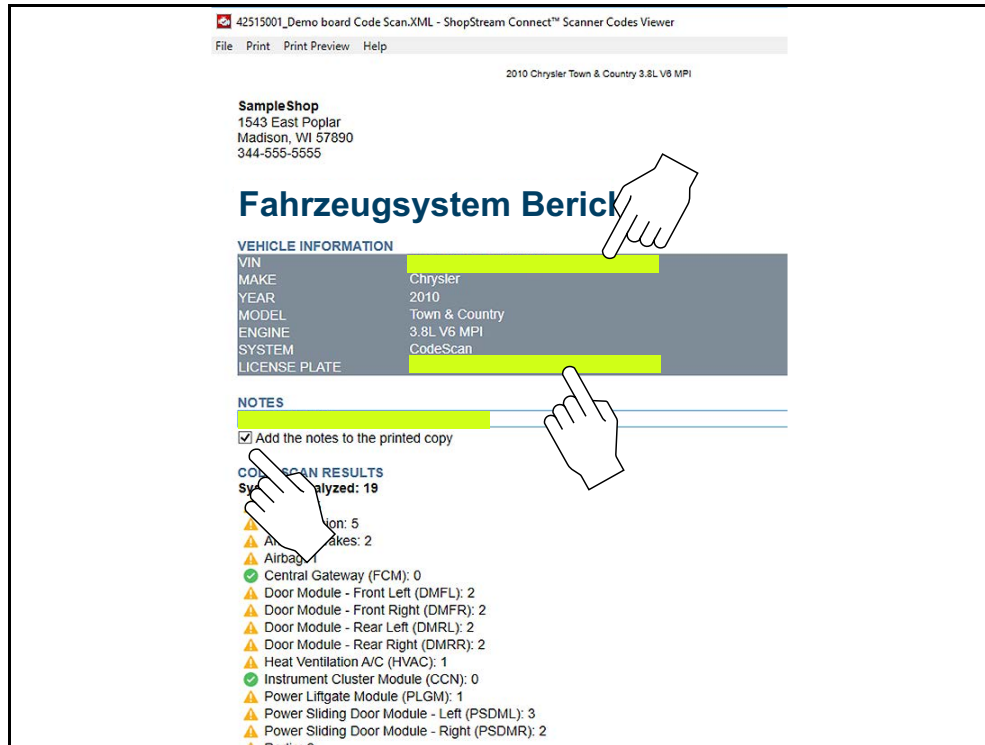 42515001_Demo board Code Scan.XML - ShopStream Connect™ Scanner Codes Viewer
File Print Print Preview Help
2010 Chrysler Town & Country 3.8L V6 MPI
SampleShop
1543 East Poplar
Madison, WI 57890
344-555-5555
Fahrzeugsystem
VEHICLE INFORMATION
VIN
MAKE Chrysler
YEAR 2010
MODEL Town & Country
ENGINE 3.8L V6 MPI
SYSTEM CodeScan
LICENSE PLATE
NOTES
Add the notes to the printed copy
SCAN RESULTS
19
5
2
Airbag
Central Gateway (FCM): 0
Door Module - Front Left (DMFL): 2
Door Module - Front Right (DMFR): 2
Door Module - Rear Left (DMRL): 2
Door Module - Rear Right (DMRR): 2
Heat Ventilation A/C (HVAC): 1
Instrument Cluster Module (CCN): 0
Power Liftgate Module (PLGM): 1
Power Sliding Door Module - Left (PSDML): 3
Power Sliding Door Module - Right (PSDMR): 2